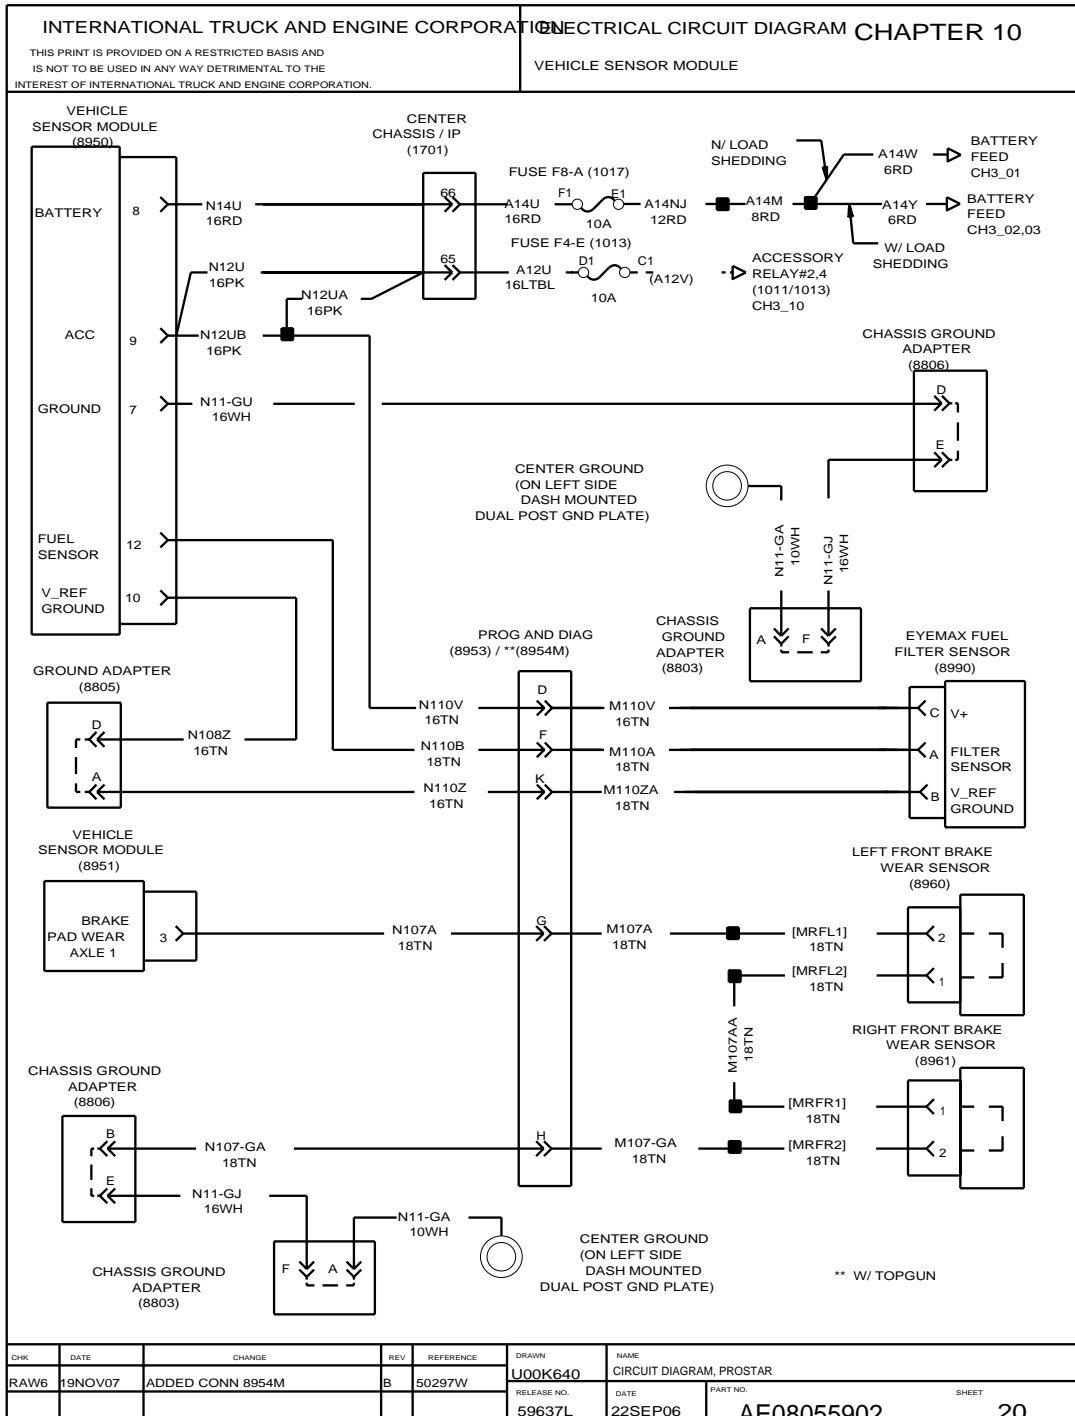 INTERNATIONAL TRUCK AND ENGINE CORPORATION
ELECTRICAL CIRCUIT DIAGRAM CHAPTER 10
THIS PRINT IS PROVIDED ON A RESTRICTED BASIS AND
IS NOT TO BE USED IN ANY WAY DETRIMENTAL TO THE
INTEREST OF INTERNATIONAL TRUCK AND ENGINE CORPORATION.
VEHICLE SENSOR MODULE
VEHICLE
SENSOR MODULE
(8950)
CENTER
CHASSIS / IP
(1701)
N/ LOAD
SHEDDING
A14W
6RD
BATTERY
FEED
CH3_01
FUSE F8-A (1017)
BATTERY
8
N14U
16RD
66
A14U
16RD
F1
E1
10A
A14NJ
12RD
A14M
8RD
A14Y
6RD
BATTERY
FEED
CH3_02,03
W/ LOAD
SHEDDING
FUSE F4-E (1013)
N12U
16PK
65
A12U
16LTBL
D1
C1
10A
(A12V)
ACCESSORY
RELAY#2,4
(1011/1013)
CH3_10
N12UA
16PK
ACC
9
N12UB
16PK
CHASSIS GROUND
ADAPTER
(8806)
GROUND
7
N11-GU
16WH
D
E
CENTER GROUND
(ON LEFT SIDE
DASH MOUNTED
DUAL POST GND PLATE)
N11-GA
10WH
N11-GJ
16WH
FUEL
SENSOR
12
V_REF
GROUND
10
CHASSIS
GROUND
ADAPTER
(8803)
A
F
PROG AND DIAG
(8953) / **(8954M)
EYEMAX FUEL
FILTER SENSOR
(8990)
GROUND ADAPTER
(8805)
D
A
N108Z
16TN
N110V
16TN
D
M110V
16TN
C
V+
N110B
18TN
F
M110A
18TN
A
FILTER
SENSOR
N110Z
16TN
K
M110ZA
18TN
B
V_REF
GROUND
VEHICLE
SENSOR MODULE
(8951)
LEFT FRONT BRAKE
WEAR SENSOR
(8960)
BRAKE
PAD WEAR
AXLE 1
3
N107A
18TN
G
M107A
18TN
[MRFL1]
18TN
2
[MRFL2]
18TN
1
M107AA
18TN
RIGHT FRONT BRAKE
WEAR SENSOR
(8961)
[MRFR1]
18TN
1
CHASSIS GROUND
ADAPTER
(8806)
B
E
N107-GA
18TN
H
M107-GA
18TN
[MRFR2]
18TN
2
N11-GJ
16WH
N11-GA
10WH
F
A
CHASSIS GROUND
ADAPTER
(8803)
CENTER GROUND
(ON LEFT SIDE
DASH MOUNTED
DUAL POST GND PLATE)
** W/ TOPGUN
CHK DATE CHANGE REV REFERENCE
RAW6 19NOV07 ADDED CONN 8954M B 50297W
DRAWN
U00K640
NAME
CIRCUIT DIAGRAM, PROSTAR
RELEASE NO.
59637L
DATE
22SEP06
PART NO.
AE08055902
SHEET
20